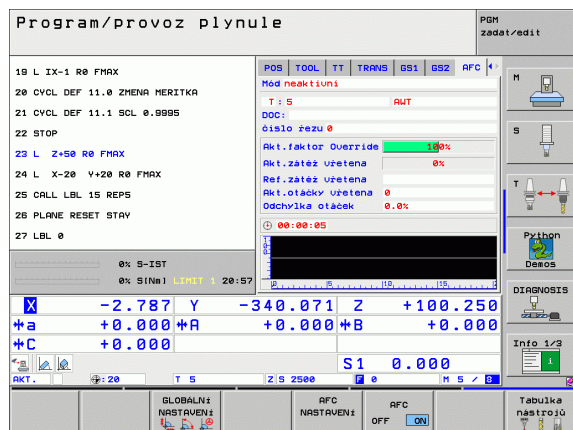 Program/provoz plynule
PGM
zadat/edit
19 L IX-1 R0 FMAX
20 CYCL DEF 11.0 ZMENA MERITKA
21 CYCL DEF 11.1 SCL 0.9995
22 STOP
23 L Z+50 R0 FMAX
24 L X-20 Y+20 R0 FMAX
25 CALL LBL 15 REP5
26 PLANE RESET STAY
27 LBL 0
0% S-IST
0% S[Nm] LIMIT 1 20:57
POS TOOL TT TRANS GS1 GS2 AFC
Mód neaktivní
T : 5 AWT
DOC:
číslo řezu 0
Akt.faktor Override 100%
Akt.zátěž vřetena 0%
Ref.zátěž vřetena
Akt.otáčky vřetena 0
Odchylka otáček 0.0%
00:00:05
0 5 10 15
X -2.787 Y -340.071 Z +100.250
a +0.000 A +0.000 B +0.000
C +0.000
S1 0.000
AKT. : 20 T 5 Z S 2500 F 0 M 5 / 8
M
S
T
Python
Demos
DIAGNOSIS
Info 1/3
GLOBÁLNí
NASTAVENí
AFC
NASTAVENí
AFC
OFF ON
Tabulka
nástrojů